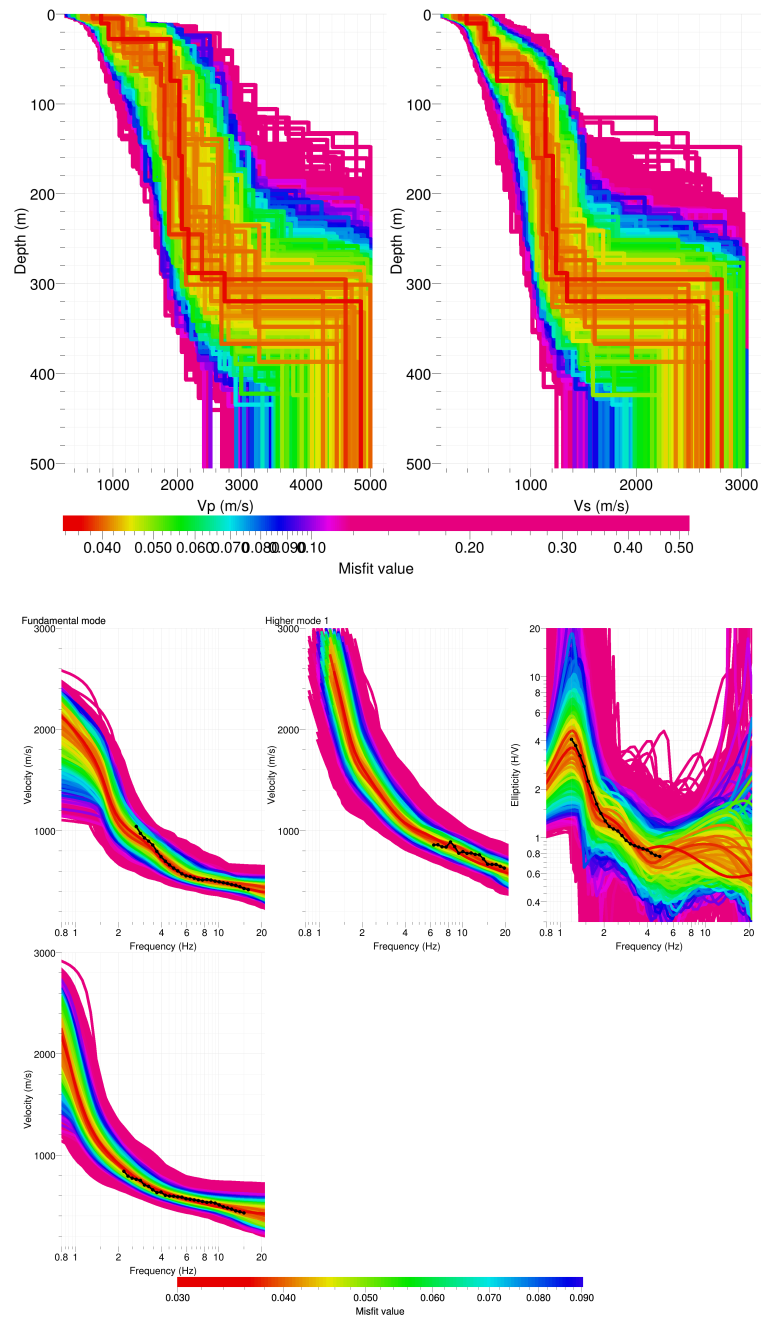 0
100
200
300
400
500
Depth (m)
1000 2000 3000 4000 5000
Vp (m/s)
0
100
200
300
400
500
Depth (m)
1000 2000 3000
Vs (m/s)
0.040 0.050 0.060 0.070 0.080 0.090 0.10 0.20 0.30 0.40 0.50
Misfit value
Fundamental mode
3000
2000
1000
Velocity (m/s)
0.8 1 2 4 6 8 10 20
Frequency (Hz)
Higher mode 1
3000
2000
1000
Velocity (m/s)
0.8 1 2 4 6 8 10 20
Frequency (Hz)
20
10
8
6
4
2
1
0.8
0.6
0.4
Ellipticity (H/V)
0.8 1 2 4 6 8 10 20
Frequency (Hz)
3000
2000
1000
Velocity (m/s)
0.8 1 2 4 6 8 10 20
Frequency (Hz)
0.030 0.040 0.050 0.060 0.070 0.080 0.090
Misfit value